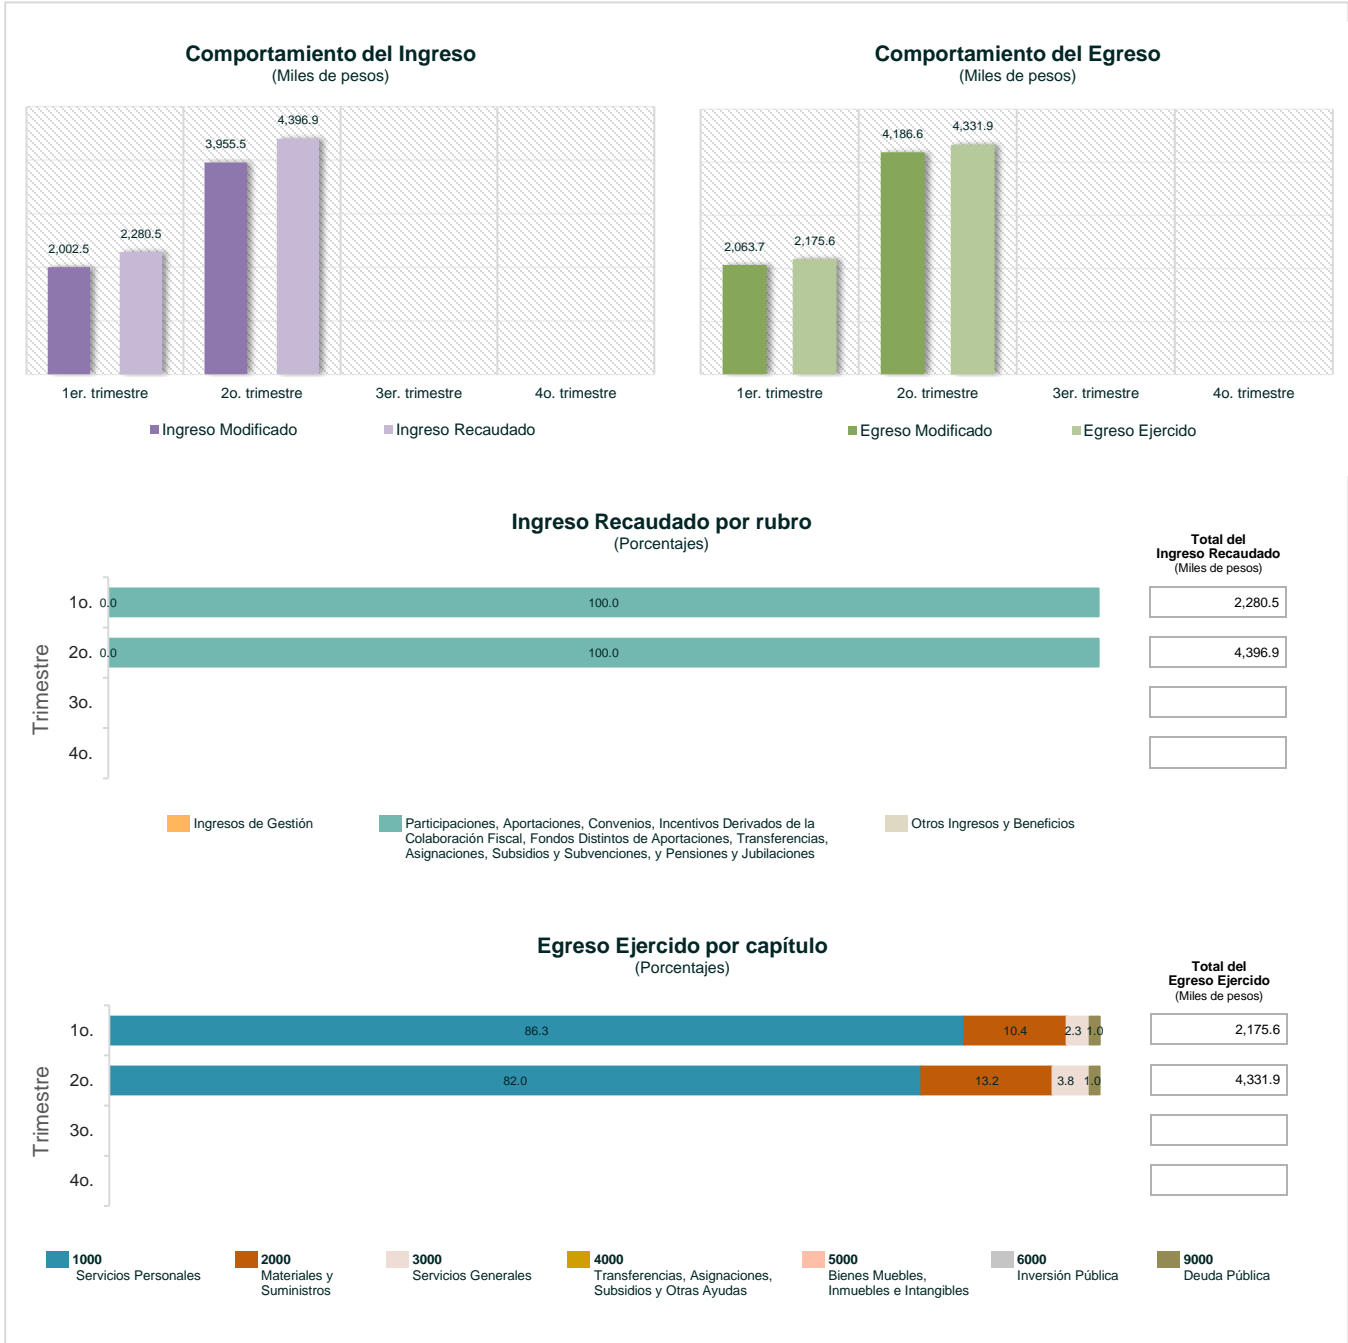 Comportamiento del Ingreso
(Miles de pesos)
4,396.9
3,955.5
2,280.5
2,002.5
1er. trimestre
2o. trimestre
3er. trimestre
4o. trimestre
Ingreso Modificado
Ingreso Recaudado
Comportamiento del Egreso
(Miles de pesos)
4,331.9
4,186.6
2,175.6
2,063.7
1er. trimestre
2o. trimestre
3er. trimestre
4o. trimestre
Egreso Modificado
Egreso Ejercido
Ingreso Recaudado por rubro
(Porcentajes)
Total del
Ingreso Recaudado
(Miles de pesos)
Trimestre
1o.
0.0
100.0
2,280.5
2o.
0.0
100.0
4,396.9
3o.
4o.
Ingresos de Gestión
Participaciones, Aportaciones, Convenios, Incentivos Derivados de la
Colaboración Fiscal, Fondos Distintos de Aportaciones, Transferencias,
Asignaciones, Subsidios y Subvenciones, y Pensiones y Jubilaciones
Otros Ingresos y Beneficios
Egreso Ejercido por capítulo
(Porcentajes)
Total del
Egreso Ejercido
(Miles de pesos)
Trimestre
1o.
86.3
10.4
2.3
1.0
2,175.6
2o.
82.0
13.2
3.8
1.0
4,331.9
3o.
4o.
1000
Servicios Personales
2000
Materiales y
Suministros
3000
Servicios Generales
4000
Transferencias, Asignaciones,
Subsidios y Otras Ayudas
5000
Bienes Muebles,
Inmuebles e Intangibles
6000
Inversión Pública
9000
Deuda Pública